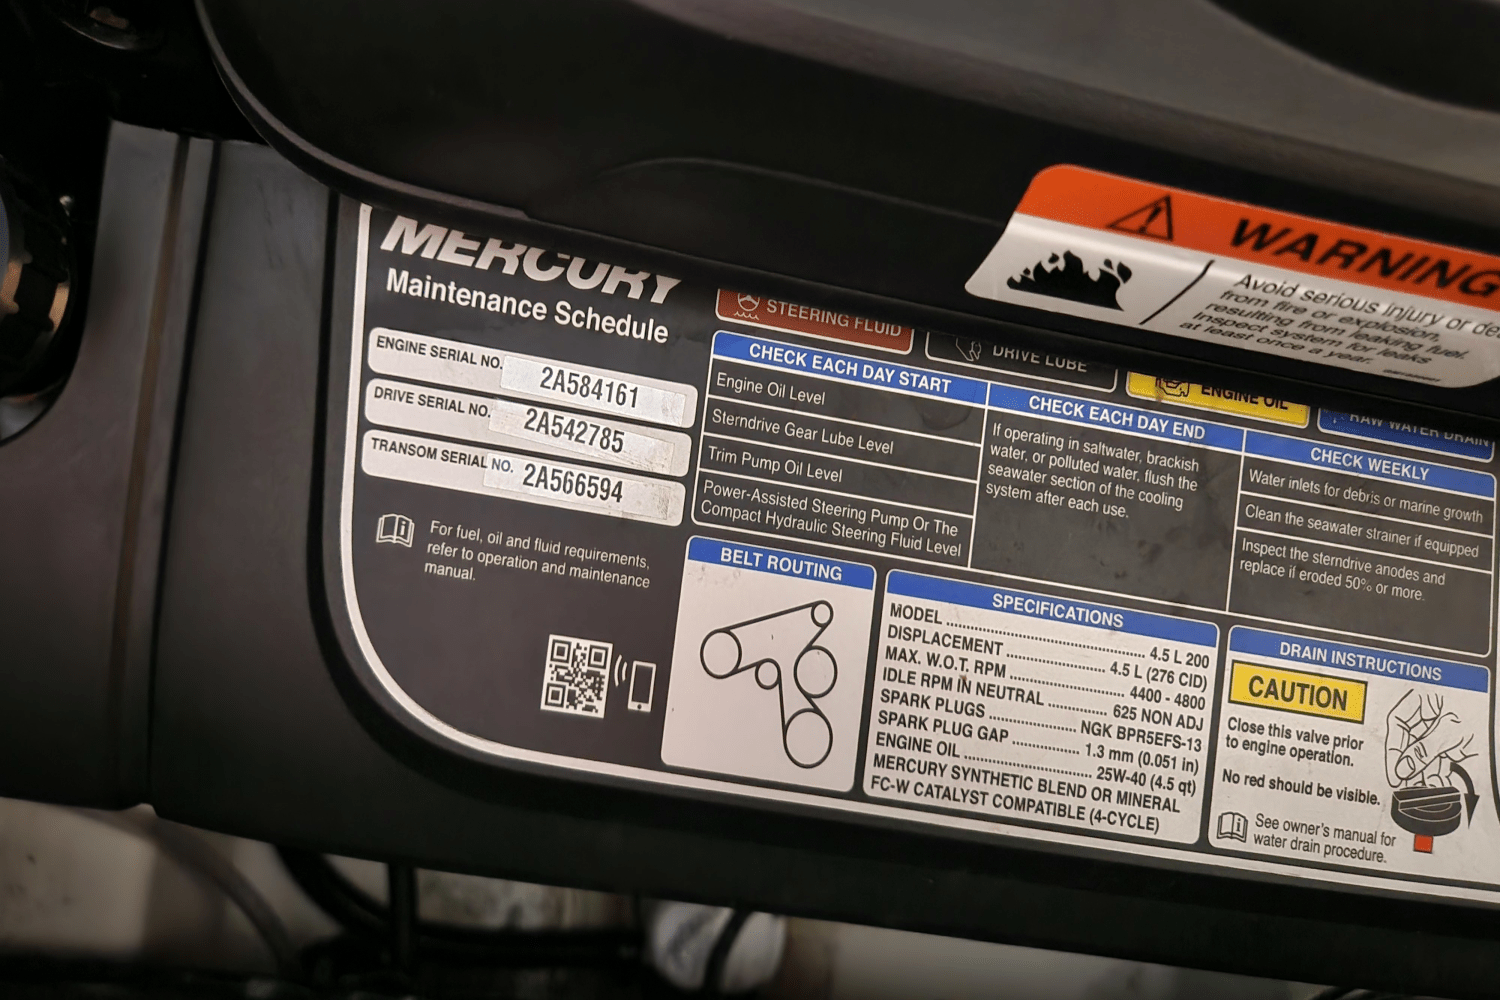 MERCURY
Maintenance Schedule
ENGINE SERIAL NO. 2A584161
DRIVE SERIAL NO. 2A542785
TRANSOM SERIAL NO. 2A566594
For fuel, oil and fluid requirements,
refer to operation and maintenance
manual.
STEERING FLUID
DRIVE LUBE
ENGINE OIL
RAW WATER DRAIN
CHECK EACH DAY START
Engine Oil Level
Sterndrive Gear Lube Level
Trim Pump Oil Level
Power-Assisted Steering Pump Or The
Compact Hydraulic Steering Fluid Level
CHECK EACH DAY END
If operating in saltwater, brackish
water, or polluted water, flush the
seawater section of the cooling
system after each use.
CHECK WEEKLY
Water inlets for debris or marine growth
Clean the seawater strainer if equipped
Inspect the sterndrive anodes and
replace if eroded 50% or more.
BELT ROUTING
SPECIFICATIONS
MODEL ........ 4.5 L 200
DISPLACEMENT ........ 4.5 L (276 CID)
MAX. W.O.T. RPM ........ 4400 - 4800
IDLE RPM IN NEUTRAL ........ 625 NON ADJ
SPARK PLUGS ........ NGK BPR5EFS-13
SPARK PLUG GAP ........ 1.3 mm (0.051 in)
ENGINE OIL ........ 25W-40 (4.5 qt)
MERCURY SYNTHETIC BLEND OR MINERAL
FC-W CATALYST COMPATIBLE (4-CYCLE)
DRAIN INSTRUCTIONS
CAUTION
Close this valve prior
to engine operation.
No red should be visible.
See owner's manual for
water drain procedure.
WARNING
Avoid serious injury or de
from fire or explosion,
resulting from leaking fuel.
Inspect system for leaks
at least once a year.